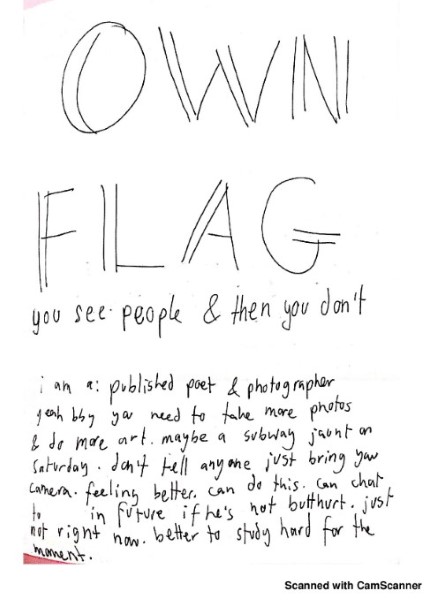 OWN
FLAG
you see people & then you don't
i am a: published poet & photographer
yeah bby you need to take more photos
& do more art. maybe a subway jaunt on
saturday. don't tell anyone just bring you
camera. feeling better. can do this. can chat
to in future if he's not butthurt. just
not right now. better to study hard for the
moment.
Scanned with CamScanner